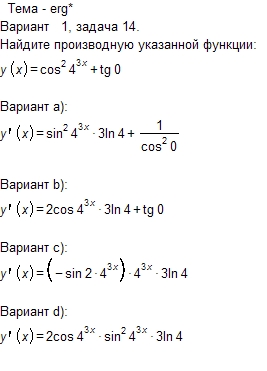 Тема - erg*
Вариант 1, задача 14.
Найдите производную указанной функции:
y (x) = cos² 4^{3x} + tg 0
Вариант a):
y' (x) = sin² 4^{3x} · 3ln 4 + \frac{1}{cos² 0}
Вариант b):
y' (x) = 2cos 4^{3x} · 3ln 4 + tg 0
Вариант c):
y' (x) = (−sin 2 · 4^{3x}) · 4^{3x} · 3ln 4
Вариант d):
y' (x) = 2cos 4^{3x} · sin² 4^{3x} · 3ln 4